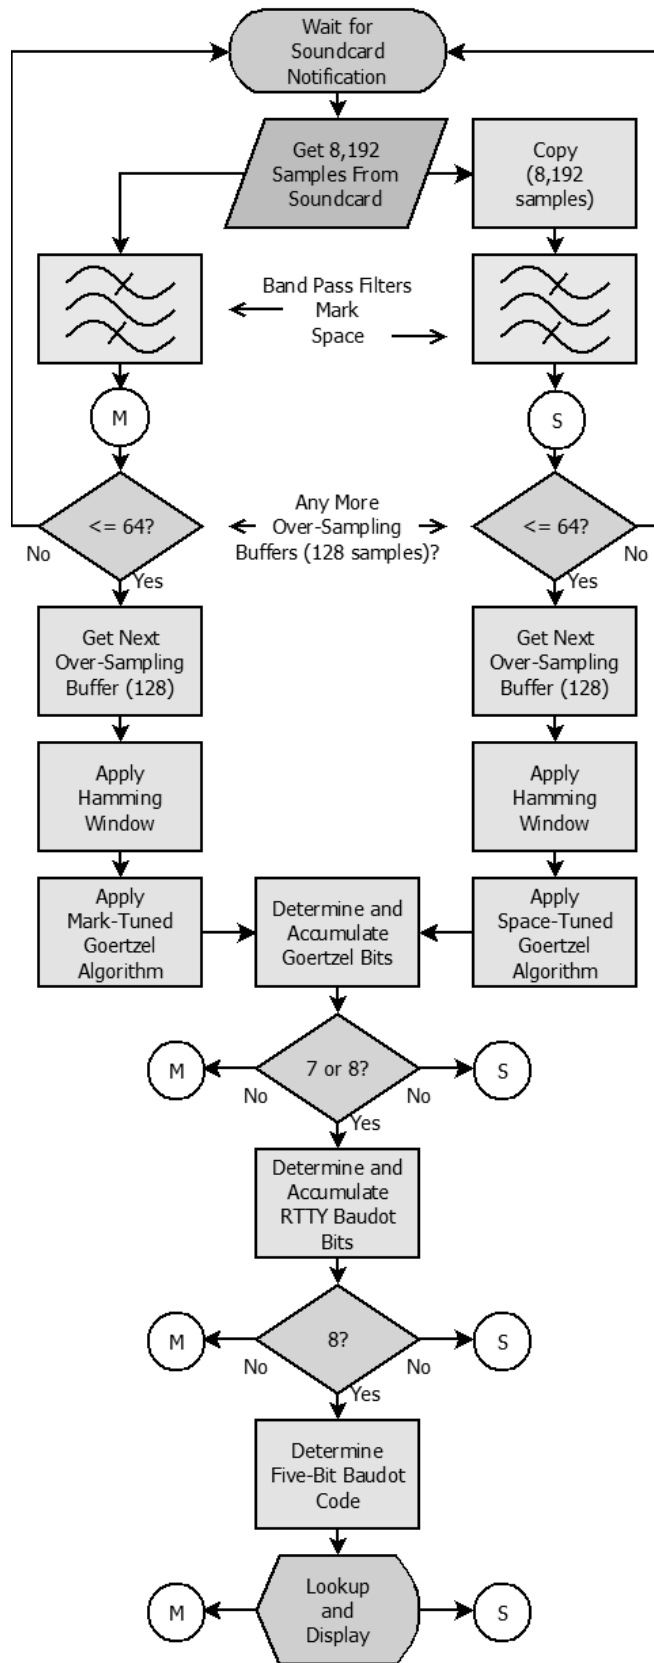 Wait for
Soundcard
Notification
Get 8,192
Samples From
Soundcard
Copy
(8,192
samples)
Band Pass Filters
Mark
Space
M
S
<= 64?
Any More
Over-Sampling
Buffers (128 samples)?
<= 64?
No
Yes
Yes
No
Get Next
Over-Sampling
Buffer (128)
Get Next
Over-Sampling
Buffer (128)
Apply
Hamming
Window
Apply
Hamming
Window
Apply
Mark-Tuned
Goertzel
Algorithm
Determine and
Accumulate
Goertzel Bits
Apply
Space-Tuned
Goertzel
Algorithm
M
7 or 8?
S
No
No
Yes
Determine and
Accumulate
RTTY Baudot
Bits
M
8?
S
No
No
Yes
Determine
Five-Bit Baudot
Code
M
Lookup
and
Display
S